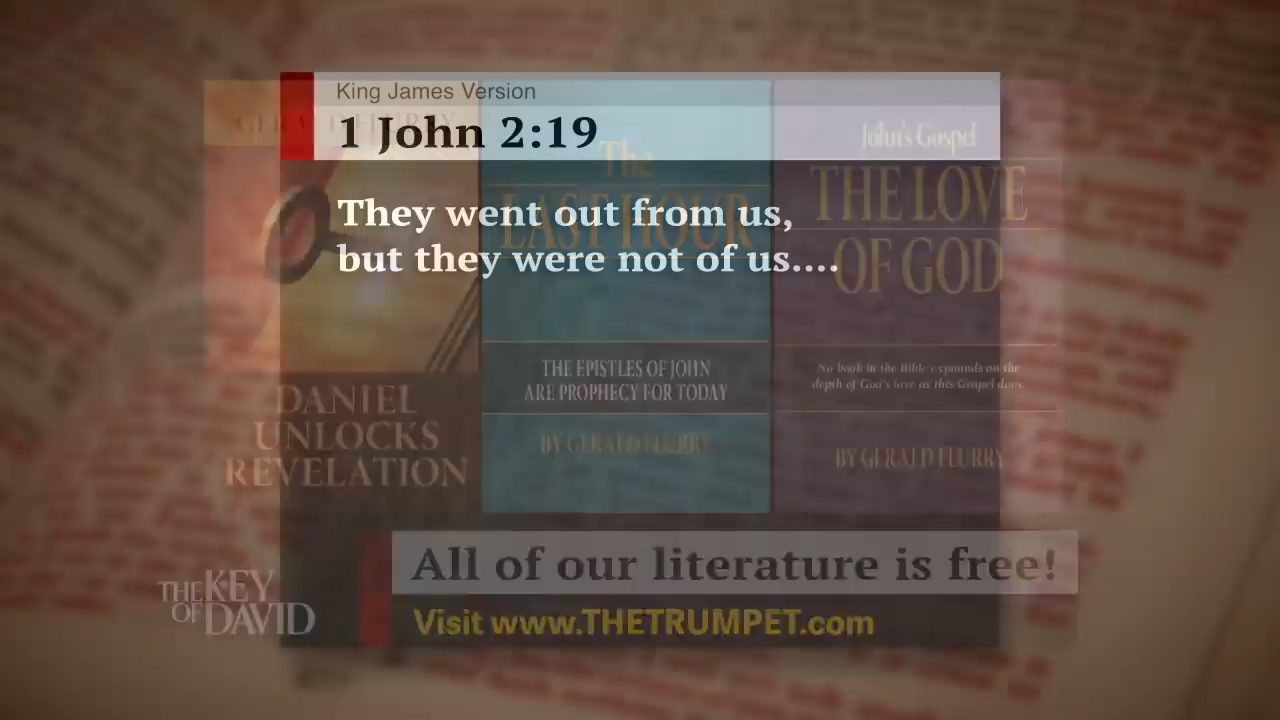 King James Version
1 John 2:19
They went out from us,
but they were not of us....
GERALD FLURRY
DANIEL
UNLOCKS
REVELATION
The
LAST HOUR
THE EPISTLES OF JOHN
ARE PROPHECY FOR TODAY
BY GERALD FLURRY
John's Gospel
THE LOVE
OF GOD
No book in the Bible expounds on the
depth of God's love as this Gospel does.
BY GERALD FLURRY
All of our literature is free!
Visit www.THETRUMPET.com
THE KEY
OF DAVID